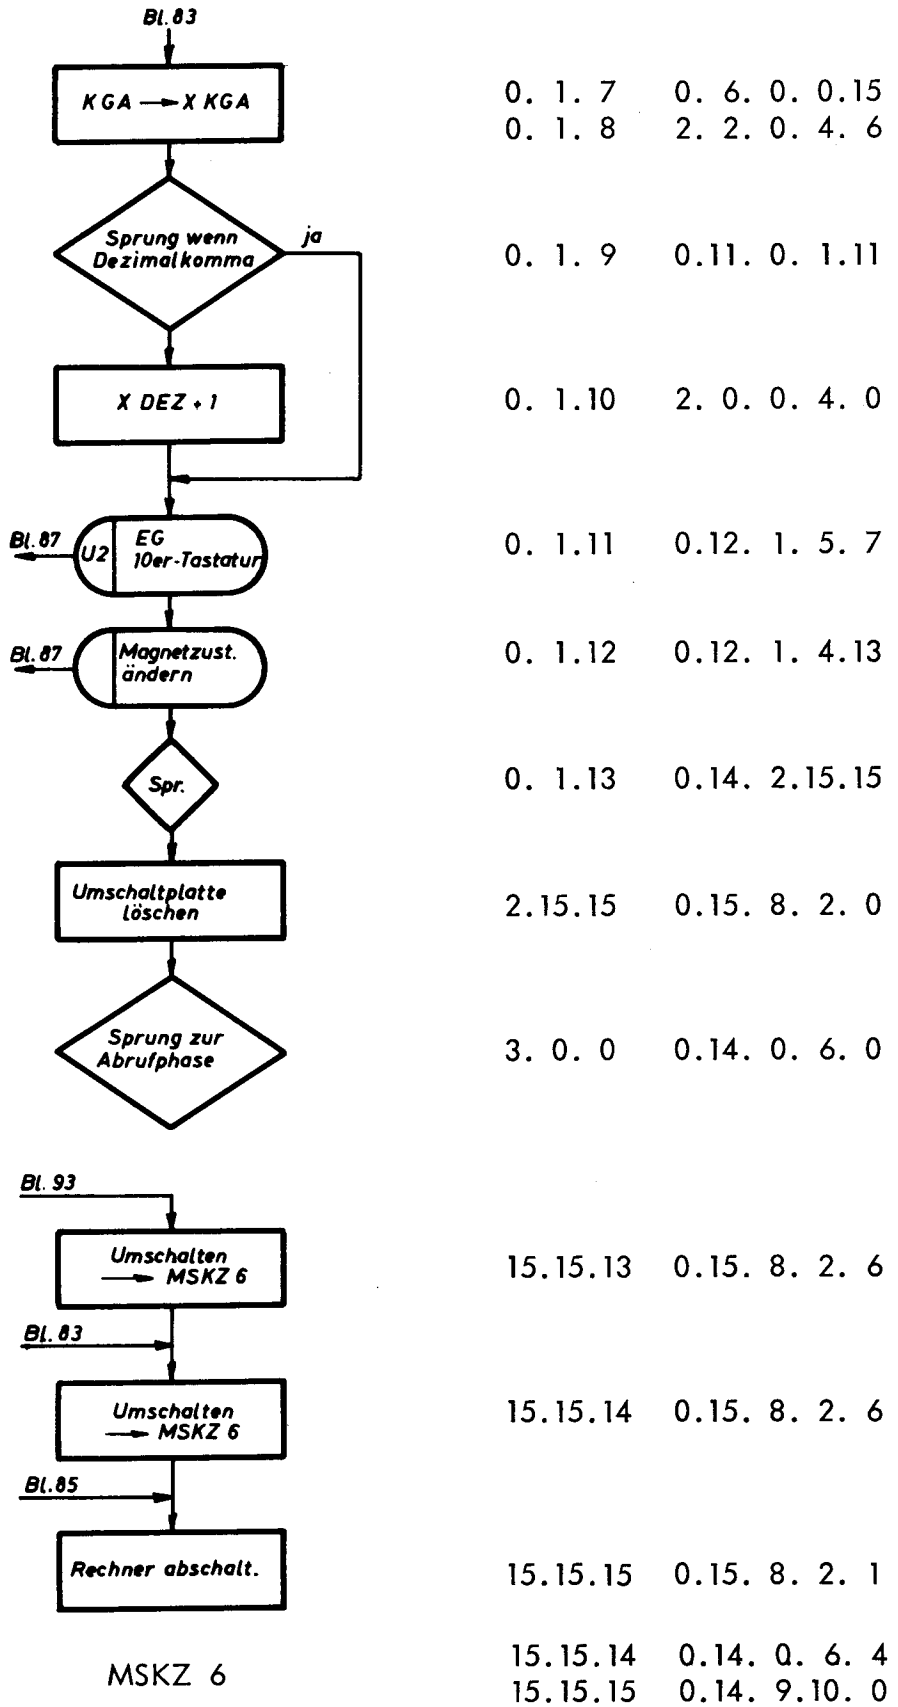 Bl.83
KGA → X KGA
0. 1. 7 0. 6. 0. 0.15
0. 1. 8 2. 2. 0. 4. 6
Sprung wenn
Dezimalkomma
ja
0. 1. 9 0.11. 0. 1.11
X DEZ + 1
0. 1.10 2. 0. 0. 4. 0
Bl.87
U2
EG
10er-Tastatur
0. 1.11 0.12. 1. 5. 7
Bl.87
Magnetzust.
ändern
0. 1.12 0.12. 1. 4.13
Spr.
0. 1.13 0.14. 2.15.15
Umschaltplatte
löschen
2.15.15 0.15. 8. 2. 0
Sprung zur
Abrufphase
3. 0. 0 0.14. 0. 6. 0
Bl.93
Umschalten
→ MSKZ 6
15.15.13 0.15. 8. 2. 6
Bl.83
Umschalten
→ MSKZ 6
15.15.14 0.15. 8. 2. 6
Bl.85
Rechner abschalt.
15.15.15 0.15. 8. 2. 1
MSKZ 6
15.15.14 0.14. 0. 6. 4
15.15.15 0.14. 9.10. 0